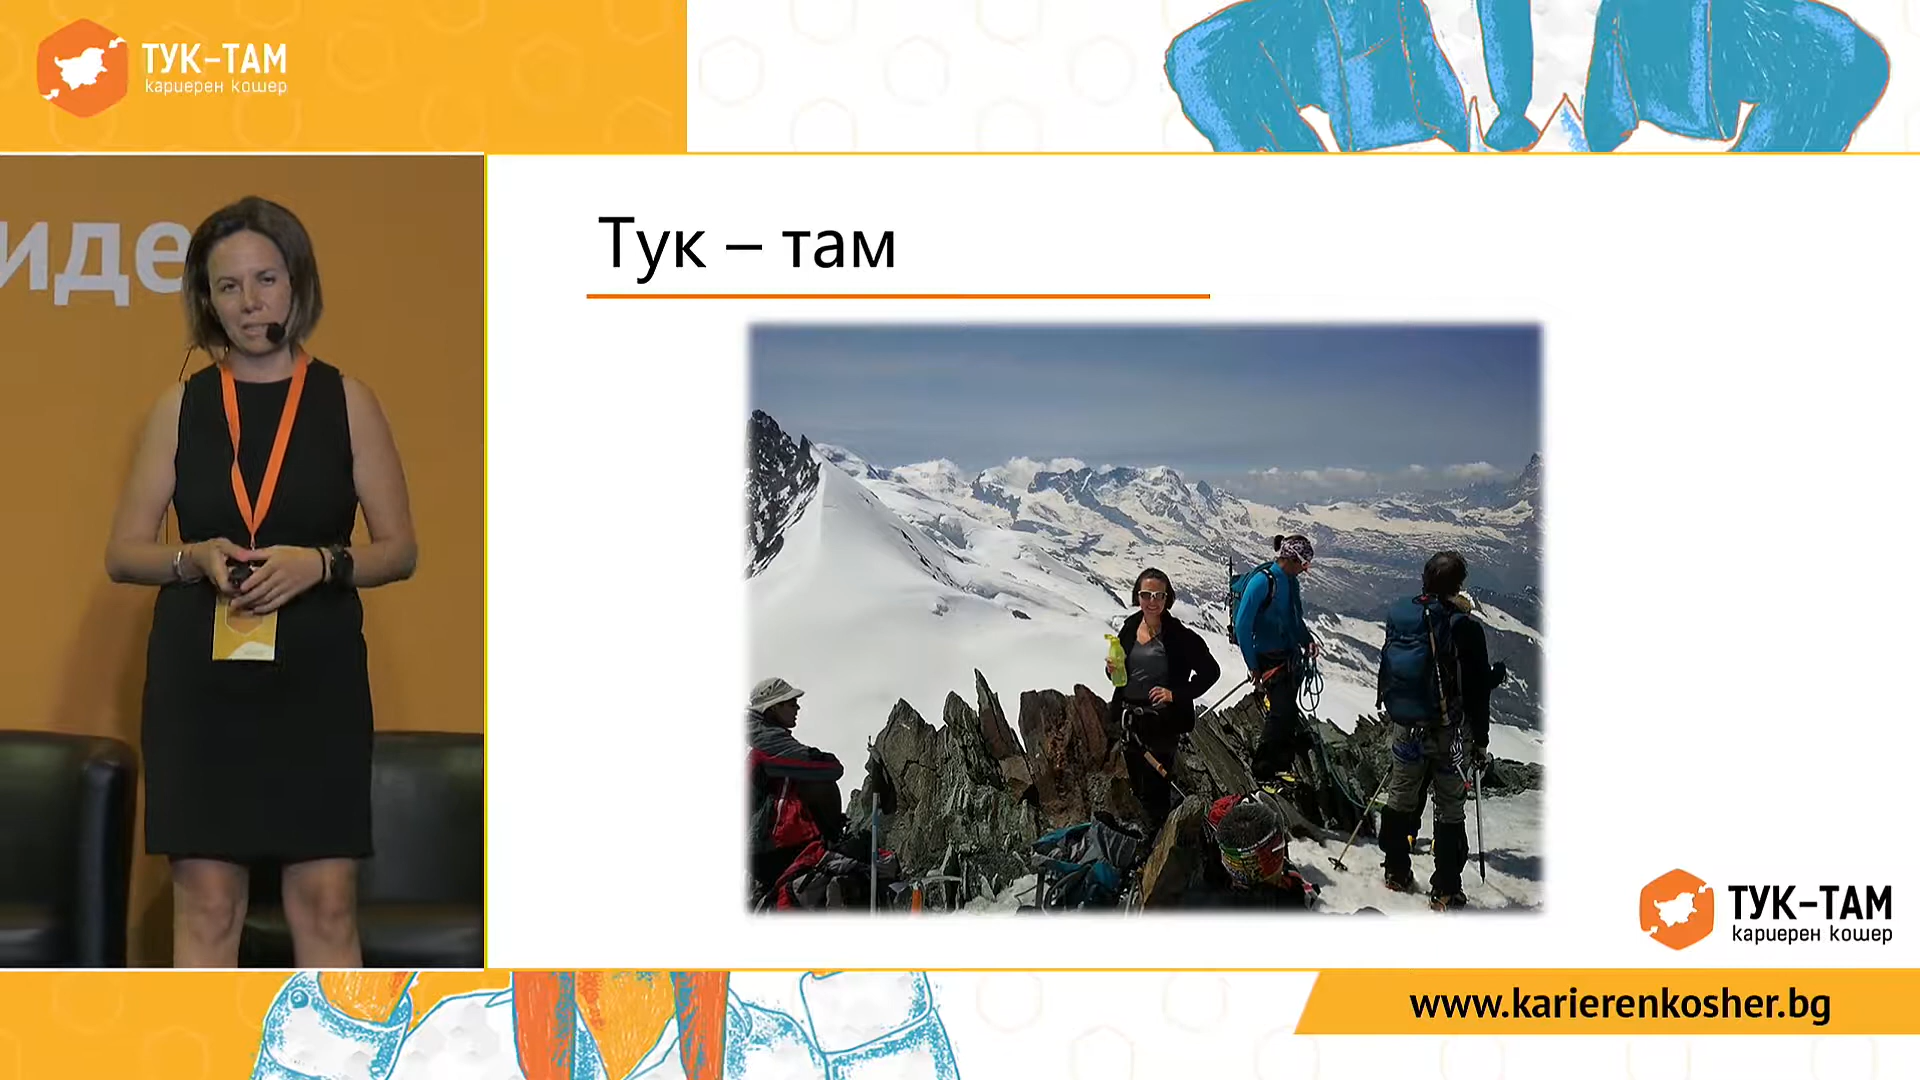 ТУК-ТАМ
кариерен кошер
иде
Тук – там
ТУК-ТАМ
кариерен кошер
www.karierenkosher.bg